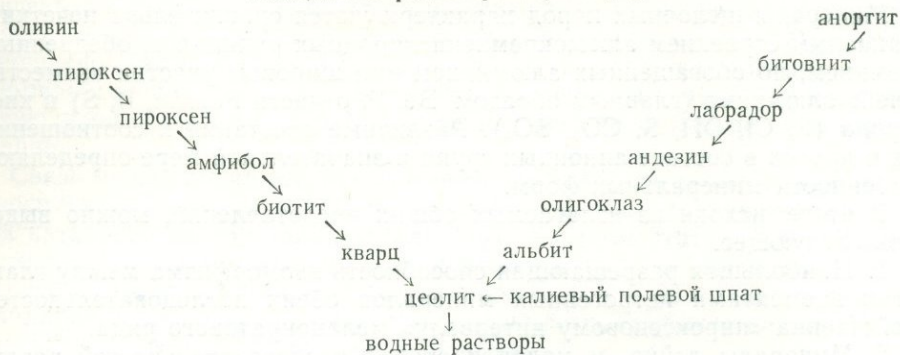 оливин
анортит
пироксен
битовнит
пироксен
лабрадор
амфибол
андезин
биотит
олигоклаз
кварц
альбит
цеолит ← калиевый полевой шпат
водные растворы